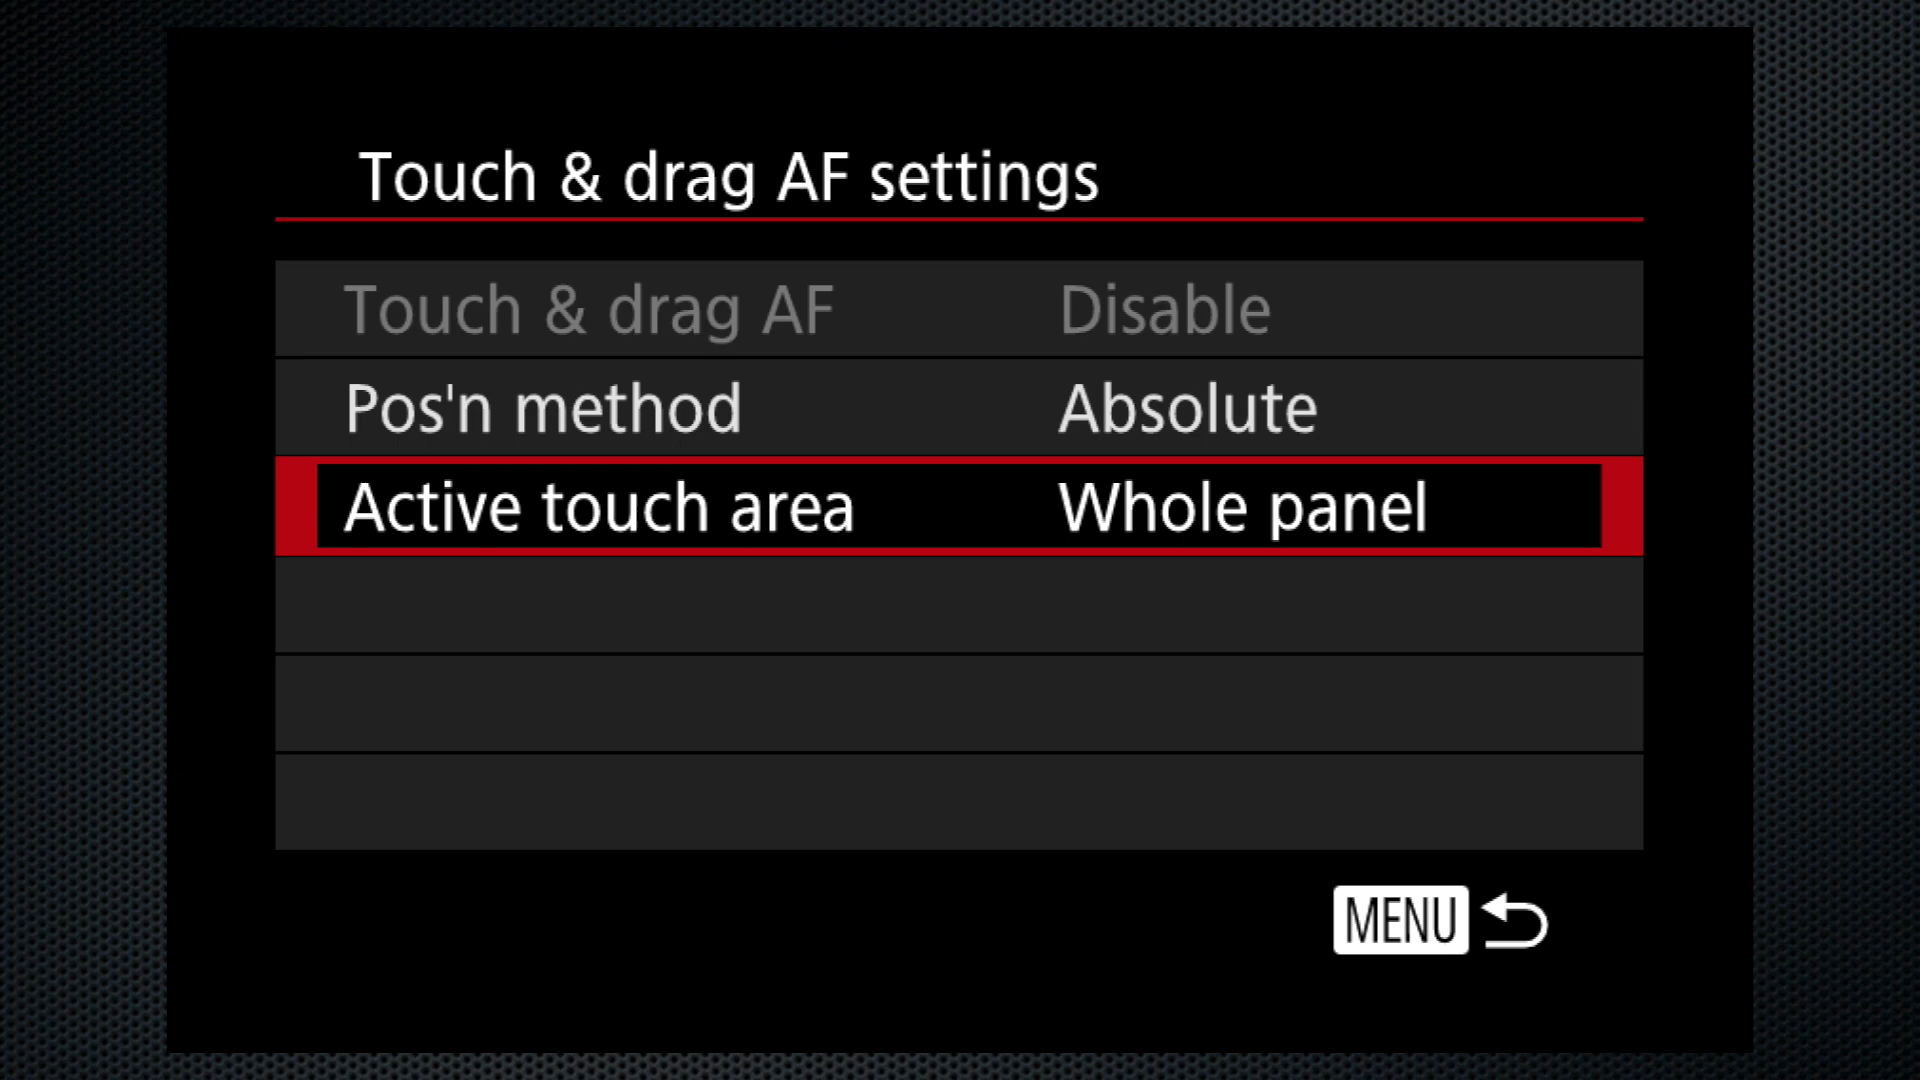 Touch & drag AF settings
Touch & drag AF Disable
Pos'n method Absolute
Active touch area Whole panel
MENU